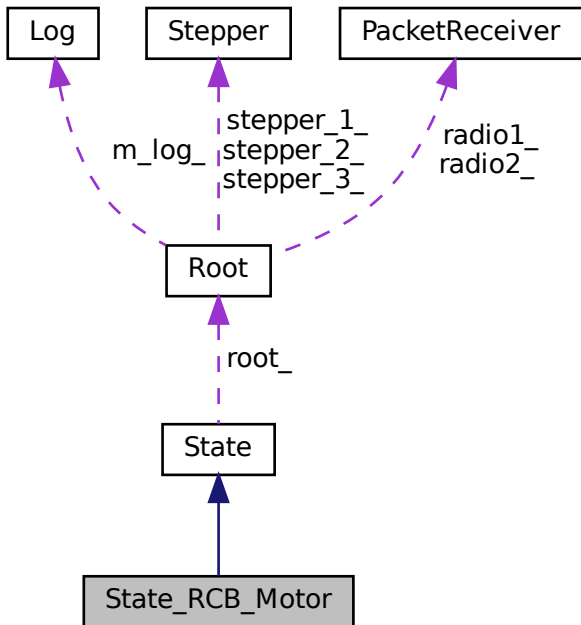 Log
Stepper
PacketReceiver
m_log_
stepper_1_
stepper_2_
stepper_3_
radio1_
radio2_
Root
root_
State
State_RCB_Motor